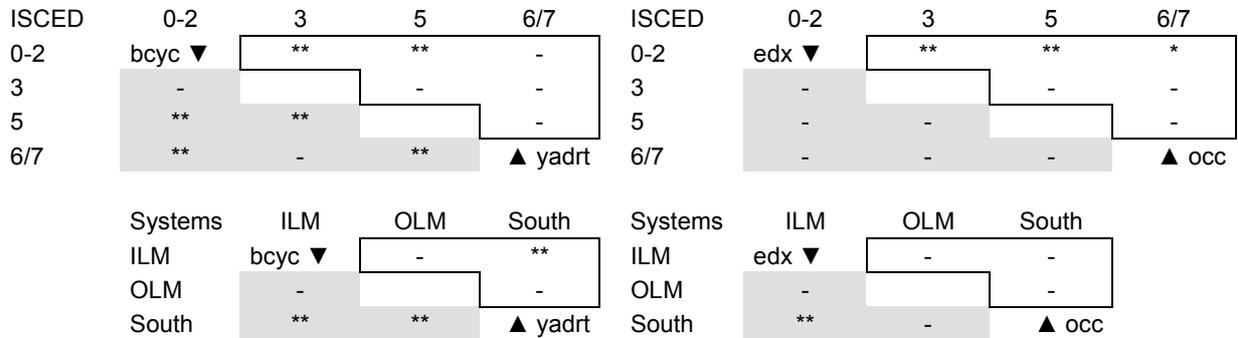 ISCED 0-2 3 5 6/7 ISCED 0-2 3 5 6/7
0-2 bcyc ▼ ** ** - 0-2 edx ▼ ** ** *
3 - - - 3 - - -
5 ** ** - 5 - - -
6/7 ** - ** ▲ yadrt 6/7 - - - ▲ occ
Systems ILM OLM South Systems ILM OLM South
ILM bcyc ▼ - ** ILM edx ▼ - -
OLM - - OLM - -
South ** ** ▲ yadrt South ** - ▲ occ